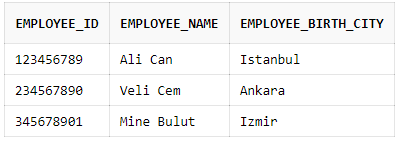 EMPLOYEE_ID EMPLOYEE_NAME EMPLOYEE_BIRTH_CITY
123456789 Ali Can Istanbul
234567890 Veli Cem Ankara
345678901 Mine Bulut Izmir